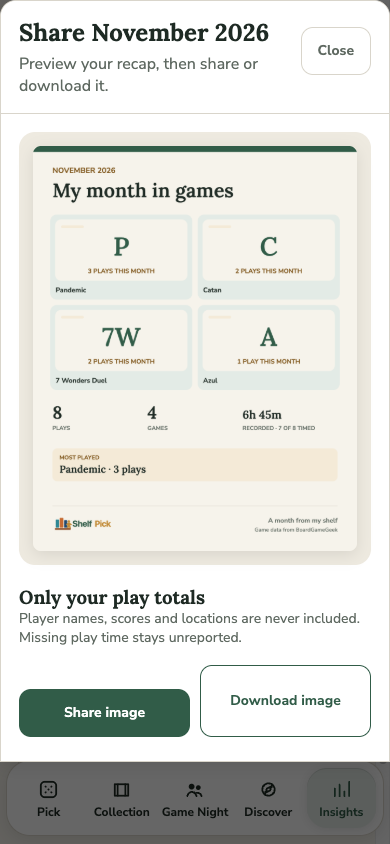 Share November 2026
Close
Preview your recap, then share or
download it.
NOVEMBER 2026
My month in games
P
3 PLAYS THIS MONTH
Pandemic
C
2 PLAYS THIS MONTH
Catan
7W
2 PLAYS THIS MONTH
7 Wonders Duel
A
1 PLAY THIS MONTH
Azul
8
PLAYS
4
GAMES
6h 45m
RECORDED · 7 OF 8 TIMED
MOST PLAYED
Pandemic · 3 plays
Shelf Pick
A month from my shelf
Game data from BoardGameGeek
Only your play totals
Player names, scores and locations are never included.
Missing play time stays unreported.
Share image
Download image
Pick
Collection
Game Night
Discover
Insights